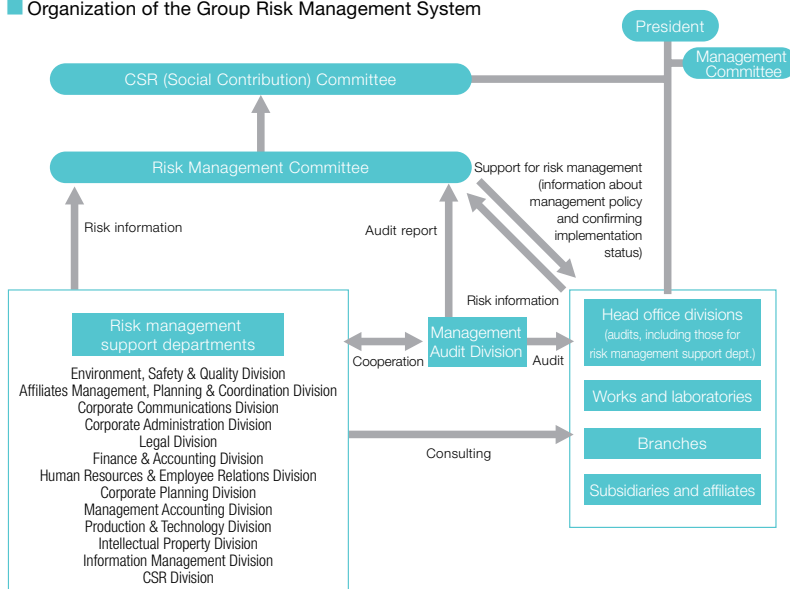 Organization of the Group Risk Management System
President
Management
Committee
CSR (Social Contribution) Committee
Risk Management Committee
Support for risk management
(information about
management policy
and confirming
implementation
status)
Risk information
Audit report
Risk information
Risk management
support departments
Environment, Safety & Quality Division
Affiliates Management, Planning & Coordination Division
Corporate Communications Division
Corporate Administration Division
Legal Division
Finance & Accounting Division
Human Resources & Employee Relations Division
Corporate Planning Division
Management Accounting Division
Production & Technology Division
Intellectual Property Division
Information Management Division
CSR Division
Cooperation
Management
Audit Division
Audit
Consulting
Head office divisions
(audits, including those for
risk management support dept.)
Works and laboratories
Branches
Subsidiaries and affiliates